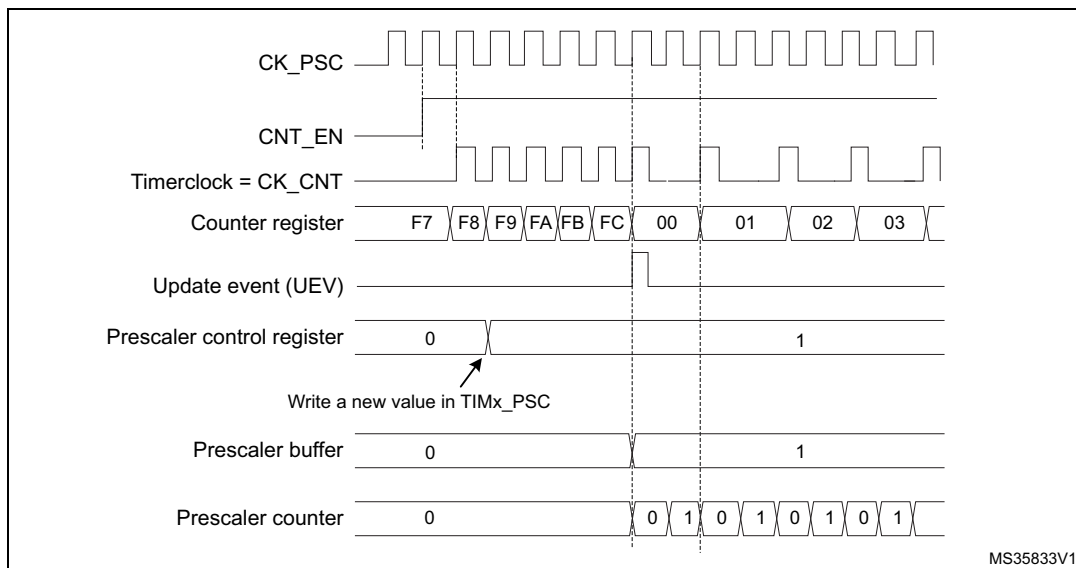 CK_PSC
CNT_EN
Timerclock = CK_CNT
Counter register F7 F8 F9 FA FB FC 00 01 02 03
Update event (UEV)
Prescaler control register 0 1
Write a new value in TIMx_PSC
Prescaler buffer 0 1
Prescaler counter 0 0 1 0 1 0 1 0 1
MS35833V1